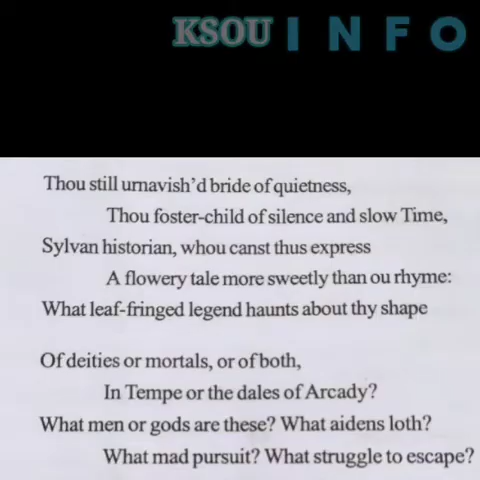 KSOU INFO
Thou still urnavish'd bride of quietness,
Thou foster-child of silence and slow Time,
Sylvan historian, whou canst thus express
A flowery tale more sweetly than ou rhyme:
What leaf-fringed legend haunts about thy shape
Of deities or mortals, or of both,
In Tempe or the dales of Arcady?
What men or gods are these? What aidens loth?
What mad pursuit? What struggle to escape?